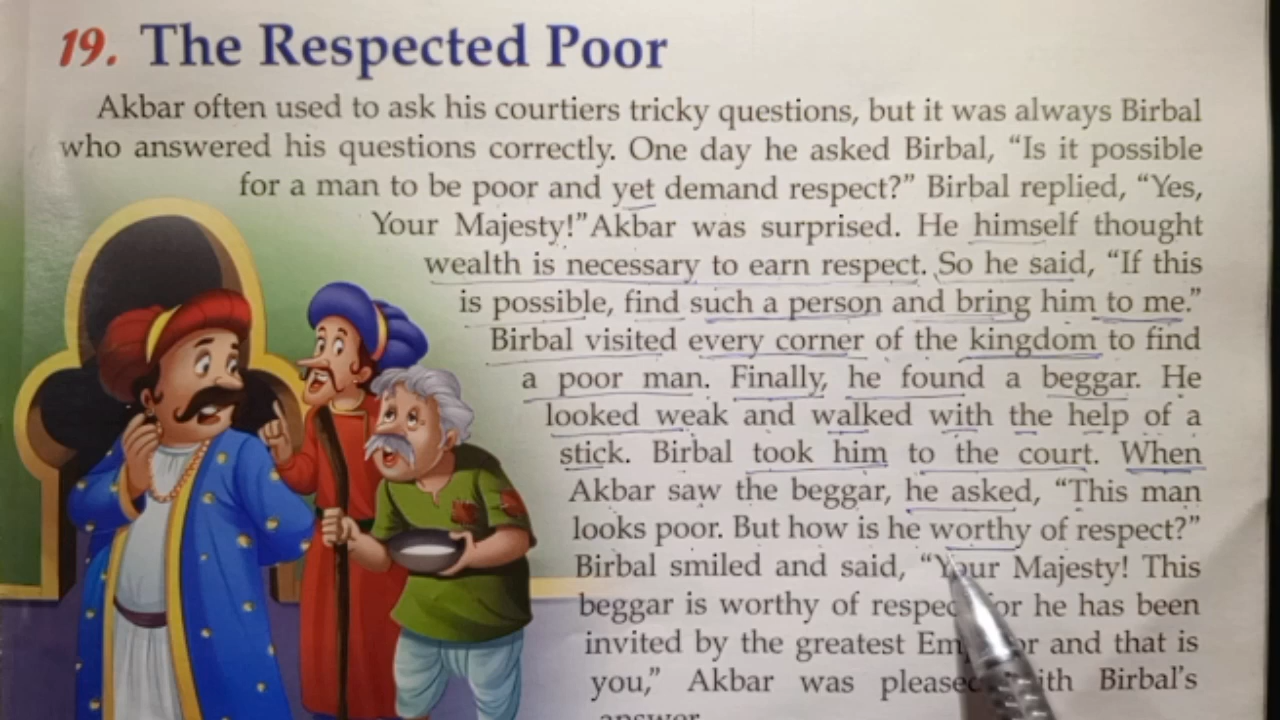 19. The Respected Poor
Akbar often used to ask his courtiers tricky questions, but it was always Birbal
who answered his questions correctly. One day he asked Birbal, “Is it possible
for a man to be poor and yet demand respect?” Birbal replied, “Yes,
Your Majesty!” Akbar was surprised. He himself thought
wealth is necessary to earn respect. So he said, “If this
is possible, find such a person and bring him to me.”
Birbal visited every corner of the kingdom to find
a poor man. Finally, he found a beggar. He
looked weak and walked with the help of a
stick. Birbal took him to the court. When
Akbar saw the beggar, he asked, “This man
looks poor. But how is he worthy of respect?”
Birbal smiled and said, “Your Majesty! This
beggar is worthy of respect for he has been
invited by the greatest Emperor and that is
you,” Akbar was pleased with Birbal’s
answer.